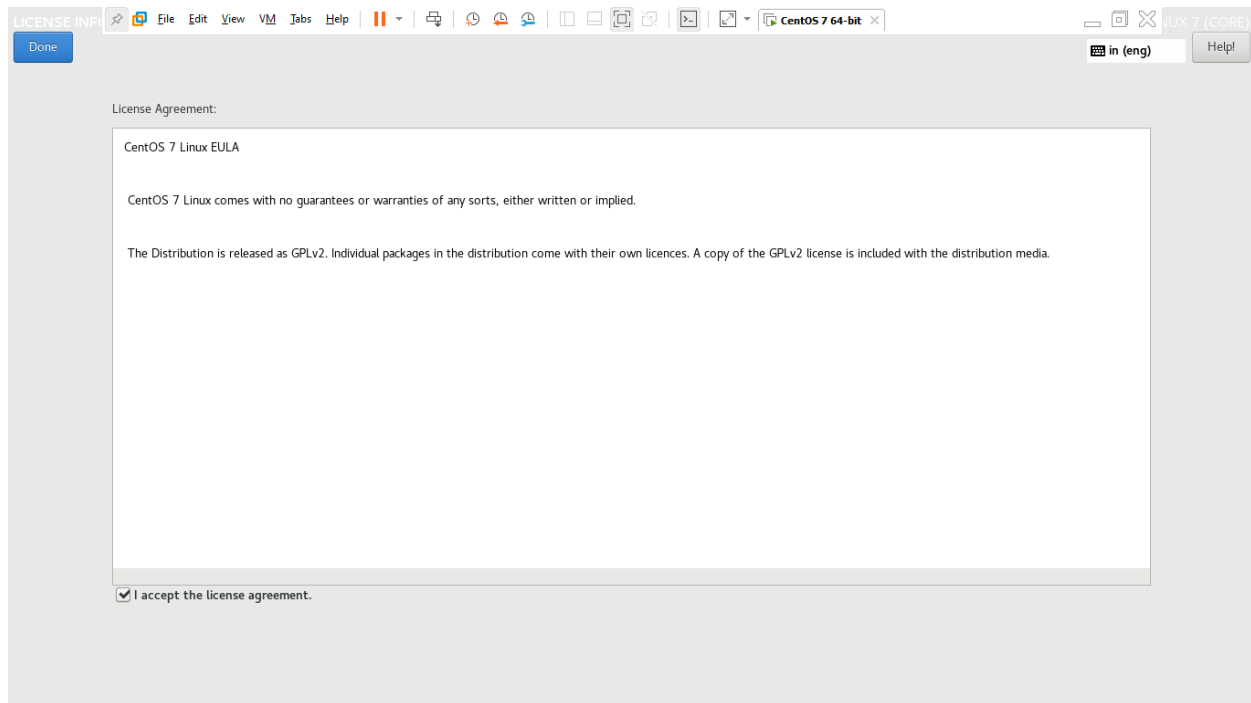 LICENSE INF
File Edit View VM Tabs Help
CentOS 7 64-bit
UX 7 (CORE)
Done
in (eng)
Help!
License Agreement:
CentOS 7 Linux EULA
CentOS 7 Linux comes with no guarantees or warranties of any sorts, either written or implied.
The Distribution is released as GPLv2. Individual packages in the distribution come with their own licences. A copy of the GPLv2 license is included with the distribution media.
I accept the license agreement.